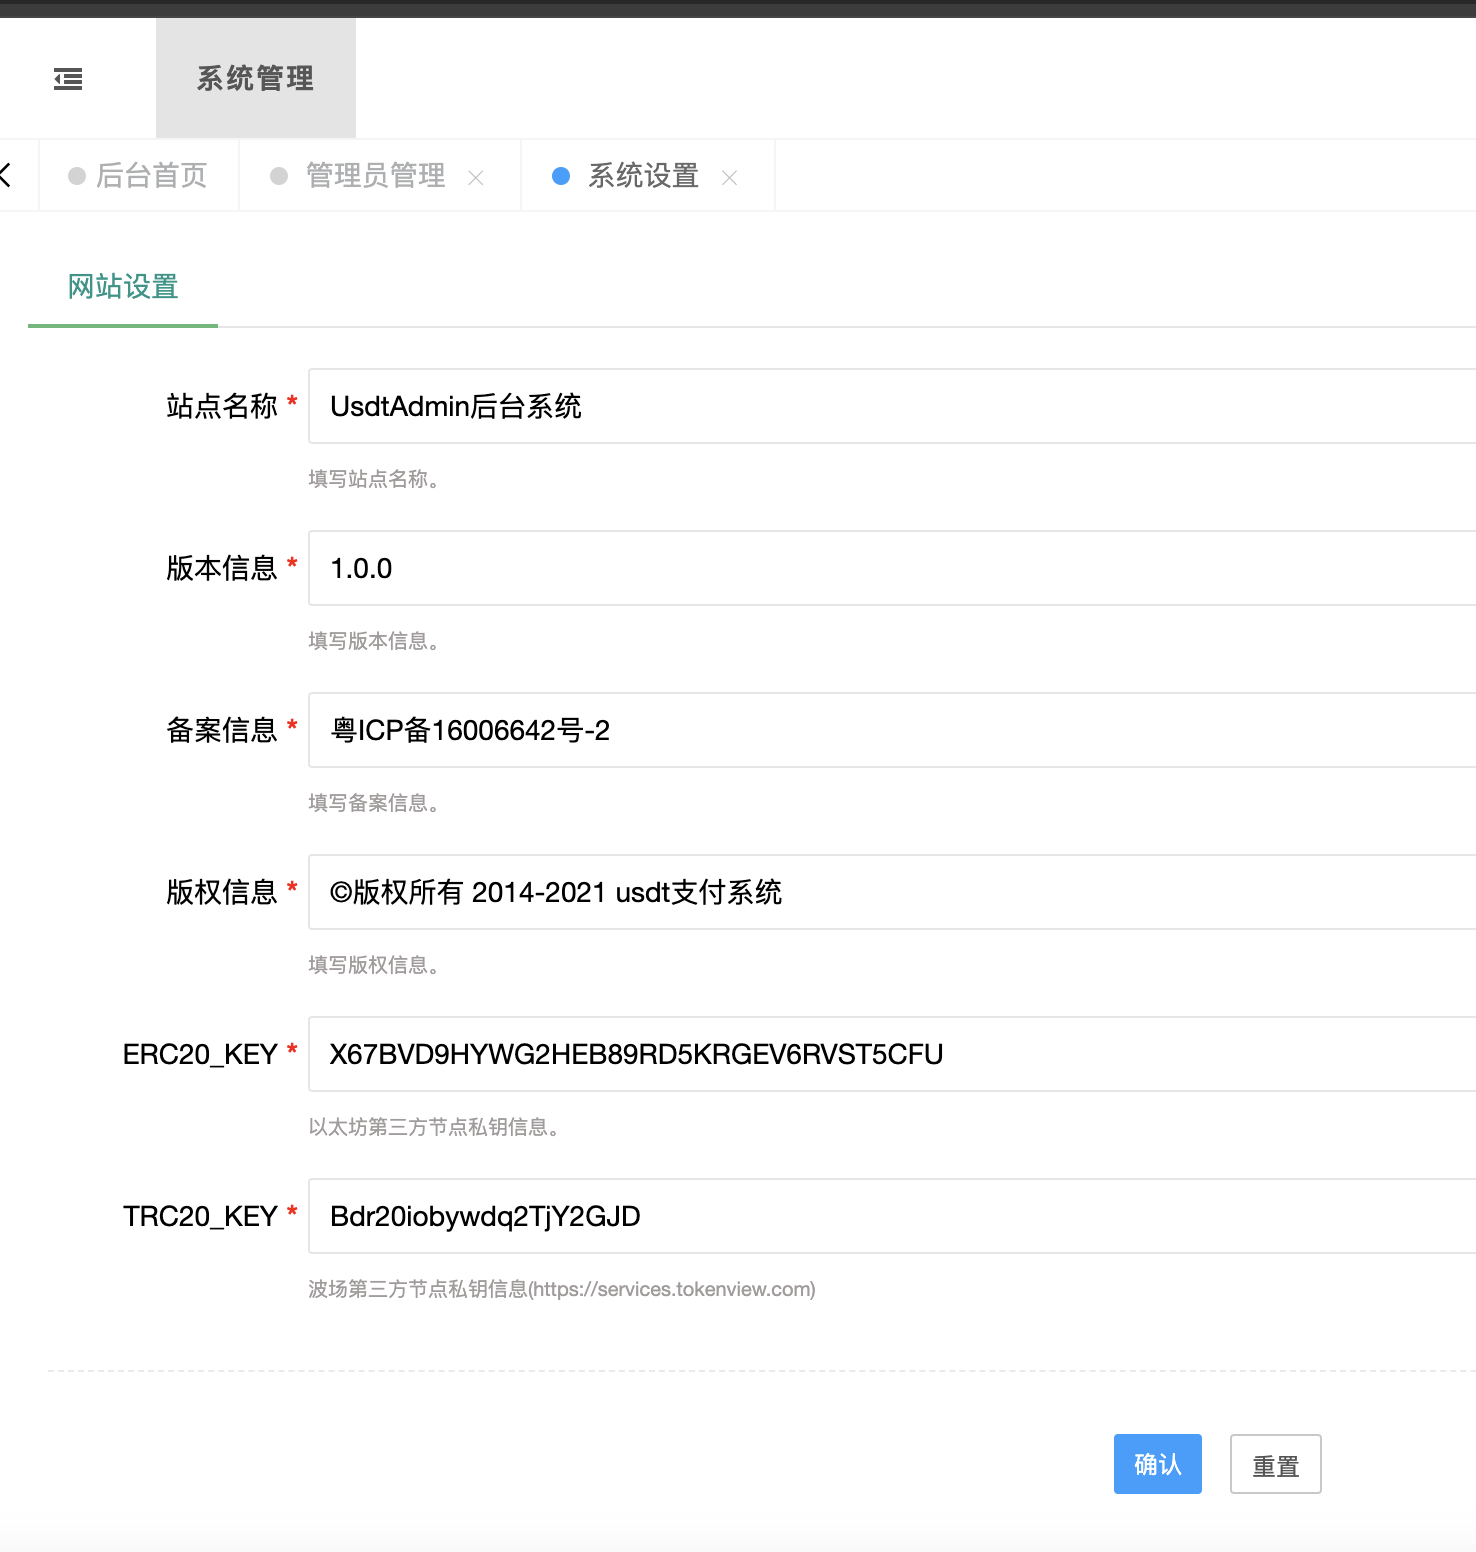 系统管理
后台首页
管理员管理
系统设置
网站设置
站点名称 *
UsdtAdmin后台系统
填写站点名称。
版本信息 *
1.0.0
填写版本信息。
备案信息 *
粤ICP备16006642号-2
填写备案信息。
版权信息 *
©版权所有 2014-2021 usdt支付系统
填写版权信息。
ERC20_KEY *
X67BVD9HYWG2HEB89RD5KRGEV6RVST5CFU
以太坊第三方节点私钥信息。
TRC20_KEY *
Bdr20iobywdq2TjY2GJD
波场第三方节点私钥信息(https://services.tokenview.com)
确认
重置